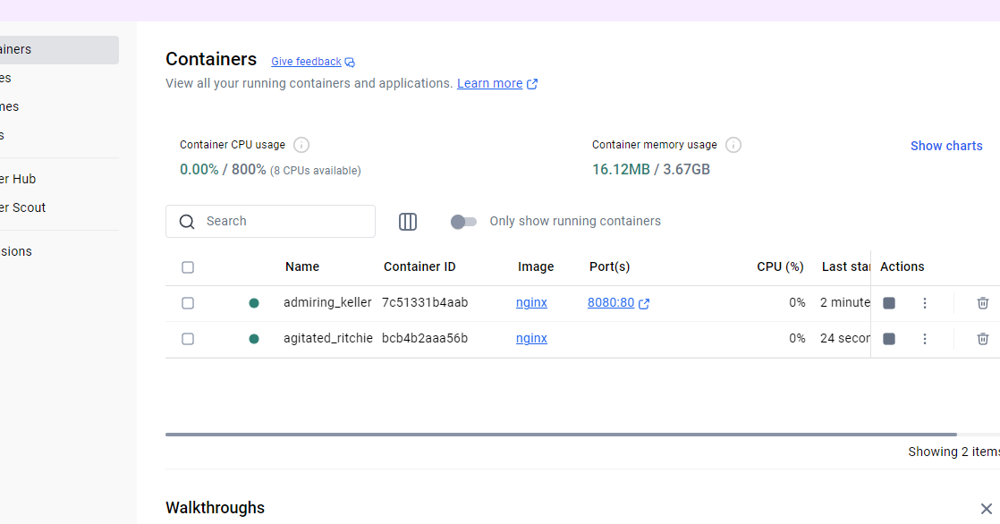 ainers
es
mes
s
er Hub
er Scout
sions
Containers Give feedback
View all your running containers and applications. Learn more
Container CPU usage
0.00% / 800% (8 CPUs available)
Container memory usage
16.12MB / 3.67GB
Show charts
Search
Only show running containers
Name Container ID Image Port(s) CPU (%) Last star Actions
admiring_keller 7c51331b4aab nginx 8080:80 0% 2 minute
agitated_ritchie bcb4b2aaa56b nginx 0% 24 secon
Showing 2 items
Walkthroughs